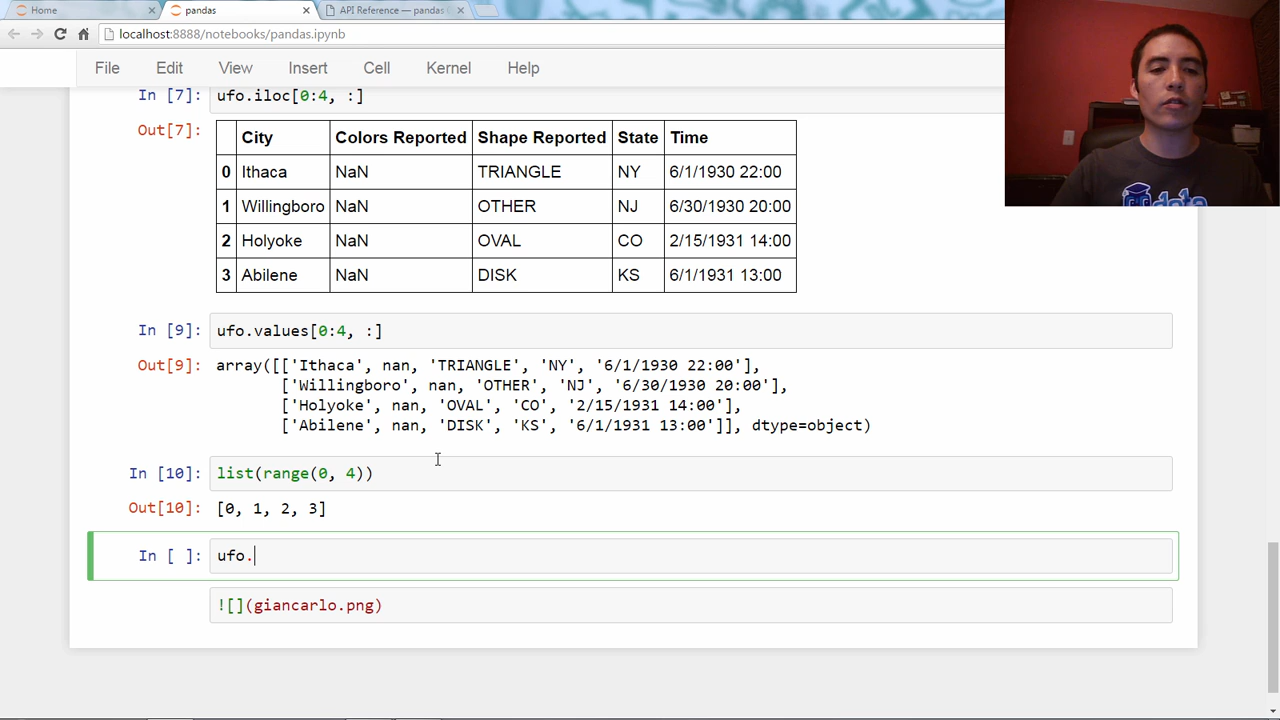 Home
pandas
API Reference — pandas
localhost:8888/notebooks/pandas.ipynb
File Edit View Insert Cell Kernel Help
In [7]: ufo.iloc[0:4, :]
Out[7]:
City Colors Reported Shape Reported State Time
0 Ithaca NaN TRIANGLE NY 6/1/1930 22:00
1 Willingboro NaN OTHER NJ 6/30/1930 20:00
2 Holyoke NaN OVAL CO 2/15/1931 14:00
3 Abilene NaN DISK KS 6/1/1931 13:00
In [9]: ufo.values[0:4, :]
Out[9]: array([['Ithaca', nan, 'TRIANGLE', 'NY', '6/1/1930 22:00'],
['Willingboro', nan, 'OTHER', 'NJ', '6/30/1930 20:00'],
['Holyoke', nan, 'OVAL', 'CO', '2/15/1931 14:00'],
['Abilene', nan, 'DISK', 'KS', '6/1/1931 13:00']], dtype=object)
In [10]: list(range(0, 4))
Out[10]: [0, 1, 2, 3]
In [ ]: ufo.
![](giancarlo.png)
data